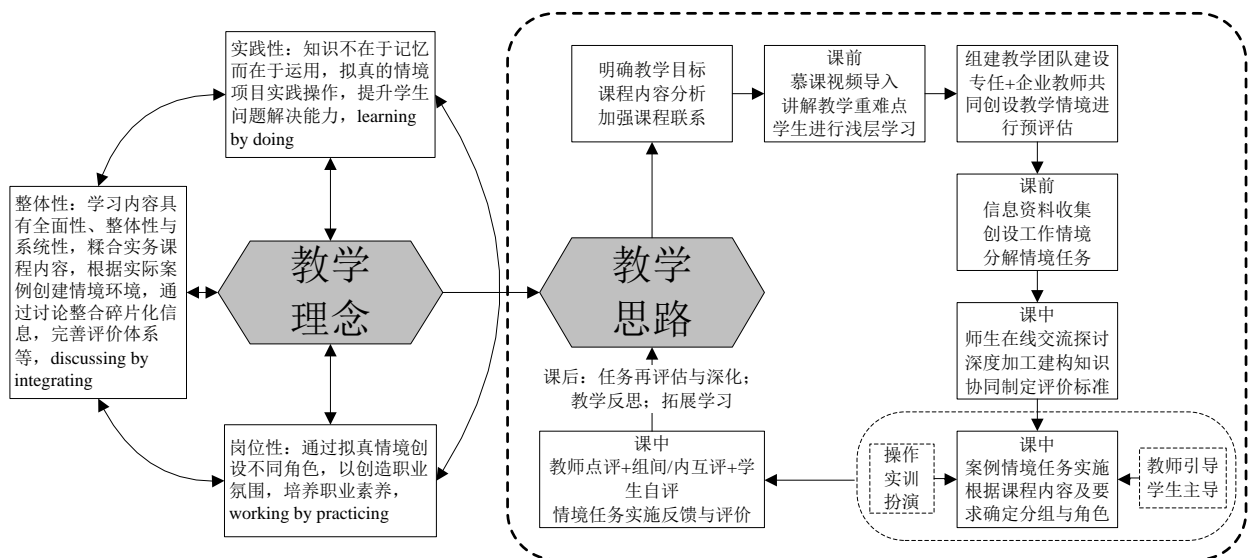 实践性：知识不在于记忆
而在于运用，拟真的情境
项目实践操作，提升学生
问题解决能力，learning
by doing
整体性：学习内容具
有全面性、整体性与
系统性，糅合实务课
程内容，根据实际案
例创建情境环境，通
过讨论整合碎片化信
息，完善评价体系
等，discussing by
integrating
教学
理念
岗位性：通过拟真情境创
设不同角色，以创造职业
氛围，培养职业素养，
working by practicing
教学
思路
明确教学目标
课程内容分析
加强课程联系
课前
慕课视频导入
讲解教学重难点
学生进行浅层学习
组建教学团队建设
专任+企业教师共
同创设教学情境进
行预评估
课前
信息资料收集
创设工作情境
分解情境任务
课中
师生在线交流探讨
深度加工建构知识
协同制定评价标准
课中
案例情境任务实施
根据课程内容及要
求确定分组与角色
操作
实训
扮演
教师引导
学生主导
课中
教师点评+组间/内互评+学
生自评
情境任务实施反馈与评价
课后：任务再评估与深化；
教学反思；拓展学习